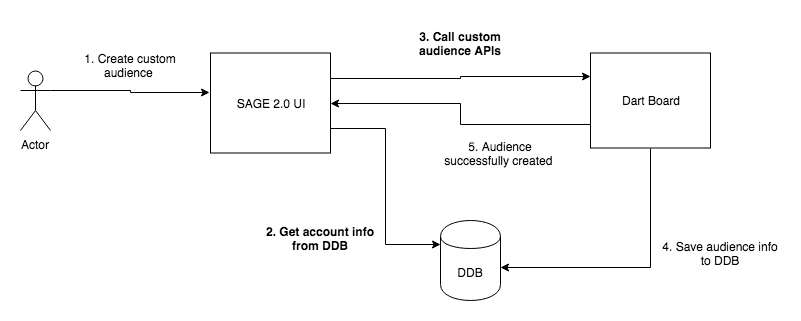 3. Call custom
audience APIs
1. Create custom
audience
SAGE 2.0 UI
Dart Board
Actor
5. Audience
successfully created
2. Get account info
from DDB
4. Save audience info
to DDB
DDB